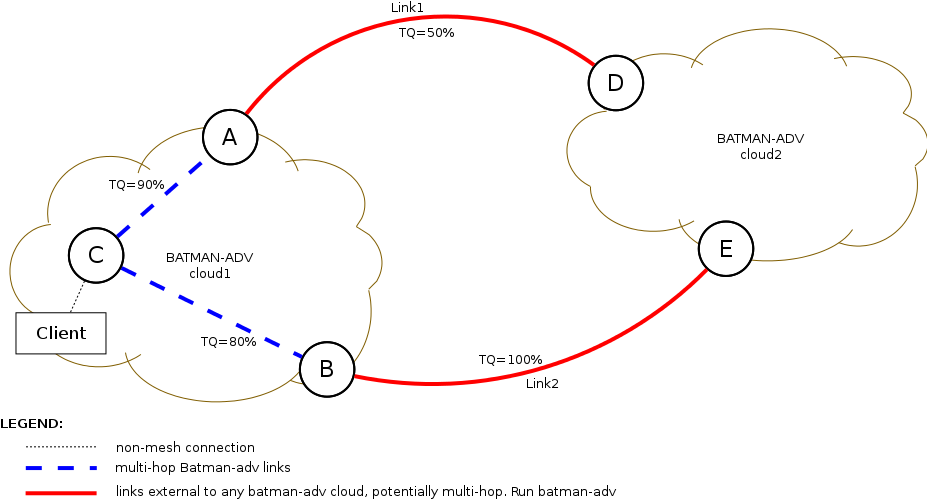 Link1
TQ=50%
D
A
BATMAN-ADV
cloud2
TQ=90%
C
E
BATMAN-ADV
cloud1
Client
TQ=80%
B
TQ=100%
Link2
LEGEND:
non-mesh connection
multi-hop Batman-adv links
links external to any batman-adv cloud, potentially multi-hop. Run batman-adv